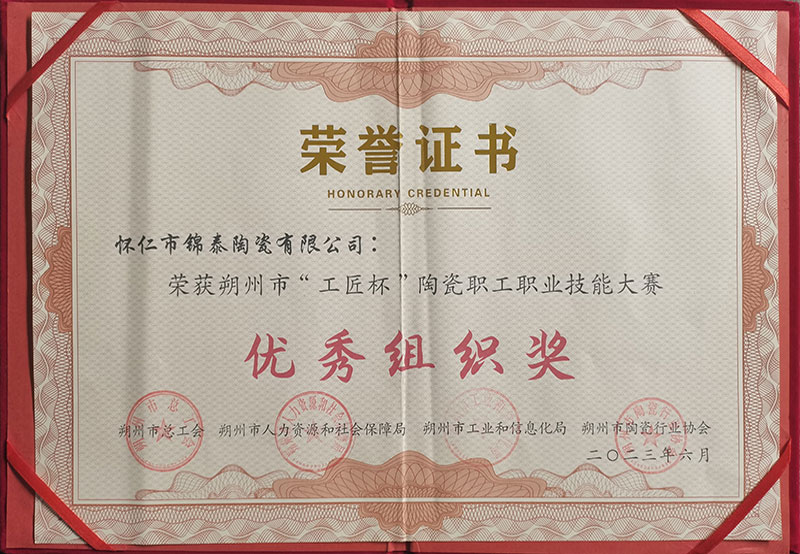 荣誉证书
HONORARY CREDENTIAL
怀仁市锦泰陶瓷有限公司：
荣获朔州市“工匠杯”陶瓷职工职业技能大赛
优秀组织奖
朔州市总工会 朔州市人力资源和社会保障局 朔州市工业和信息化局 朔州市陶瓷行业协会
二〇二三年六月